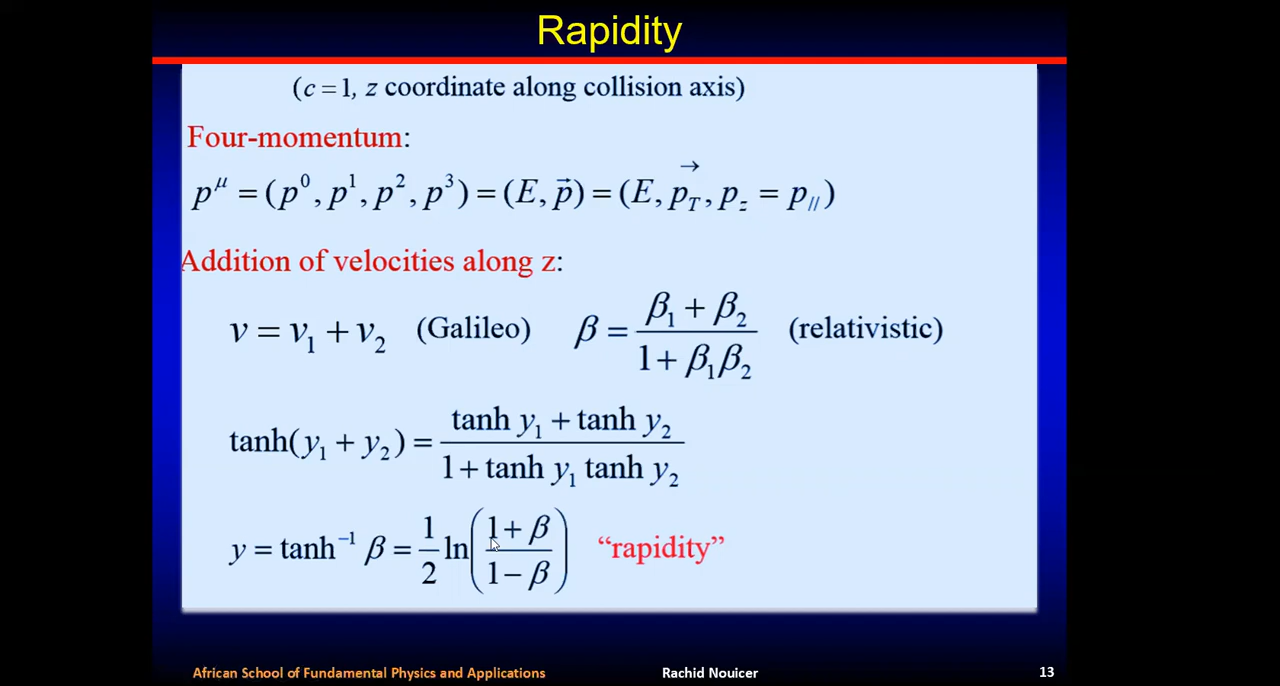 Rapidity
(c = 1, z coordinate along collision axis)
Four-momentum:
p^μ = (p^0, p^1, p^2, p^3) = (E, p⃗) = (E, p⃗_T, p_z = p_//)
Addition of velocities along z:
v = v_1 + v_2 (Galileo) β = (β_1 + β_2) / (1 + β_1β_2) (relativistic)
tanh(y_1 + y_2) = (tanh y_1 + tanh y_2) / (1 + tanh y_1 tanh y_2)
y = tanh^−1 β = 1/2 ln((1 + β) / (1 − β)) “rapidity”
African School of Fundamental Physics and Applications Rachid Nouicer 13